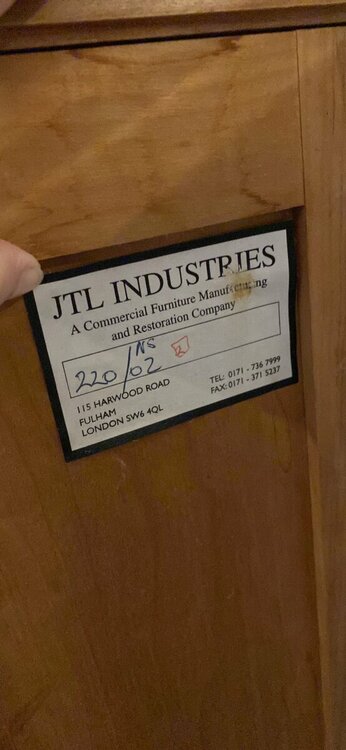 JTL INDUSTRIES
A Commercial Furniture Manufacturing
and Restoration Company
220/02 NS
115 HARWOOD ROAD
FULHAM
LONDON SW6 4QL
TEL: 0171 - 736 7999
FAX: 0171 - 371 5237